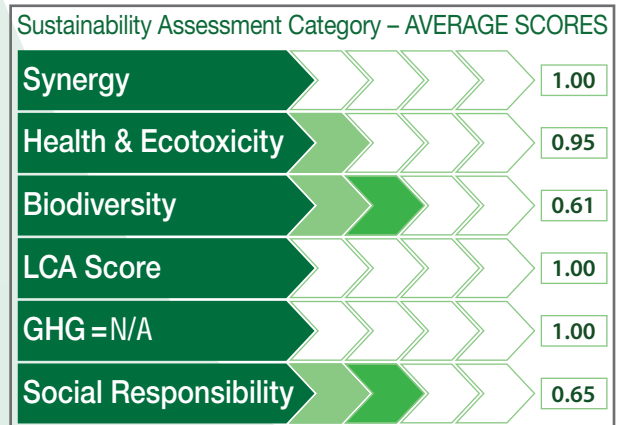 Sustainability Assessment Category – AVERAGE SCORES
Synergy 1.00
Health & Ecotoxicity 0.95
Biodiversity 0.61
LCA Score 1.00
GHG = N/A 1.00
Social Responsibility 0.65